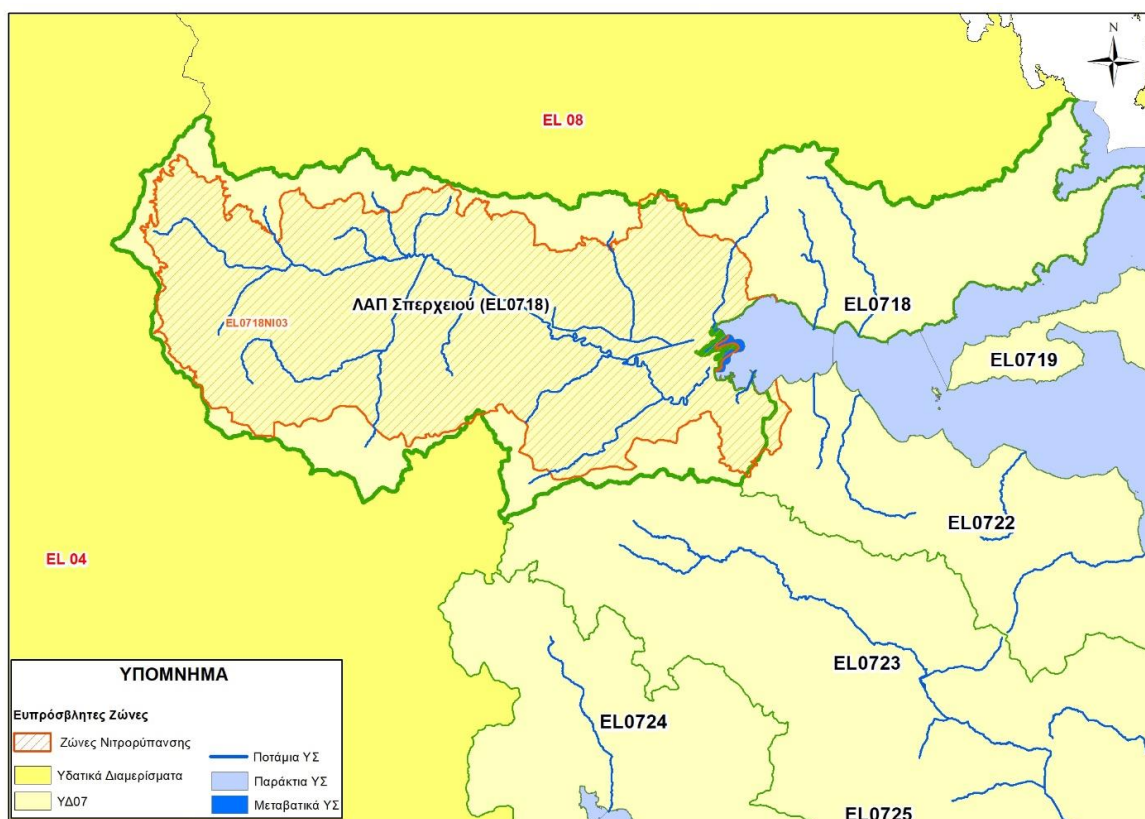 EL 08
ΛΑΠ Σπερχειού (EL0718)
EL0718
EL0718NI03
EL0719
EL0722
EL 04
EL0723
EL0724
EL0725
ΥΠΟΜΝΗΜΑ
Ευπρόσβλητες Ζώνες
Ζώνες Νιτρορύπανσης
Υδατικά Διαμερίσματα
ΥΔ07
Ποτάμια ΥΣ
Παράκτια ΥΣ
Μεταβατικά ΥΣ